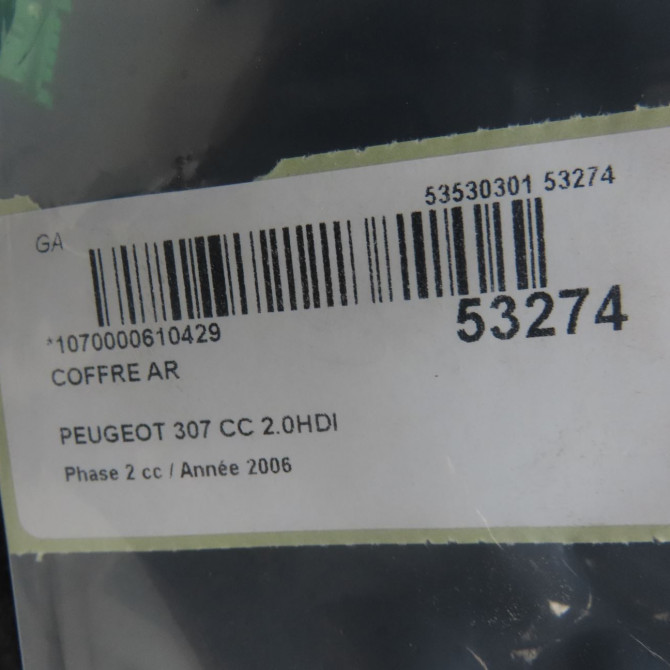 53530301 53274
GA
*1070000610429
53274
COFFRE AR
PEUGEOT 307 CC 2.0HDI
Phase 2 cc / Année 2006